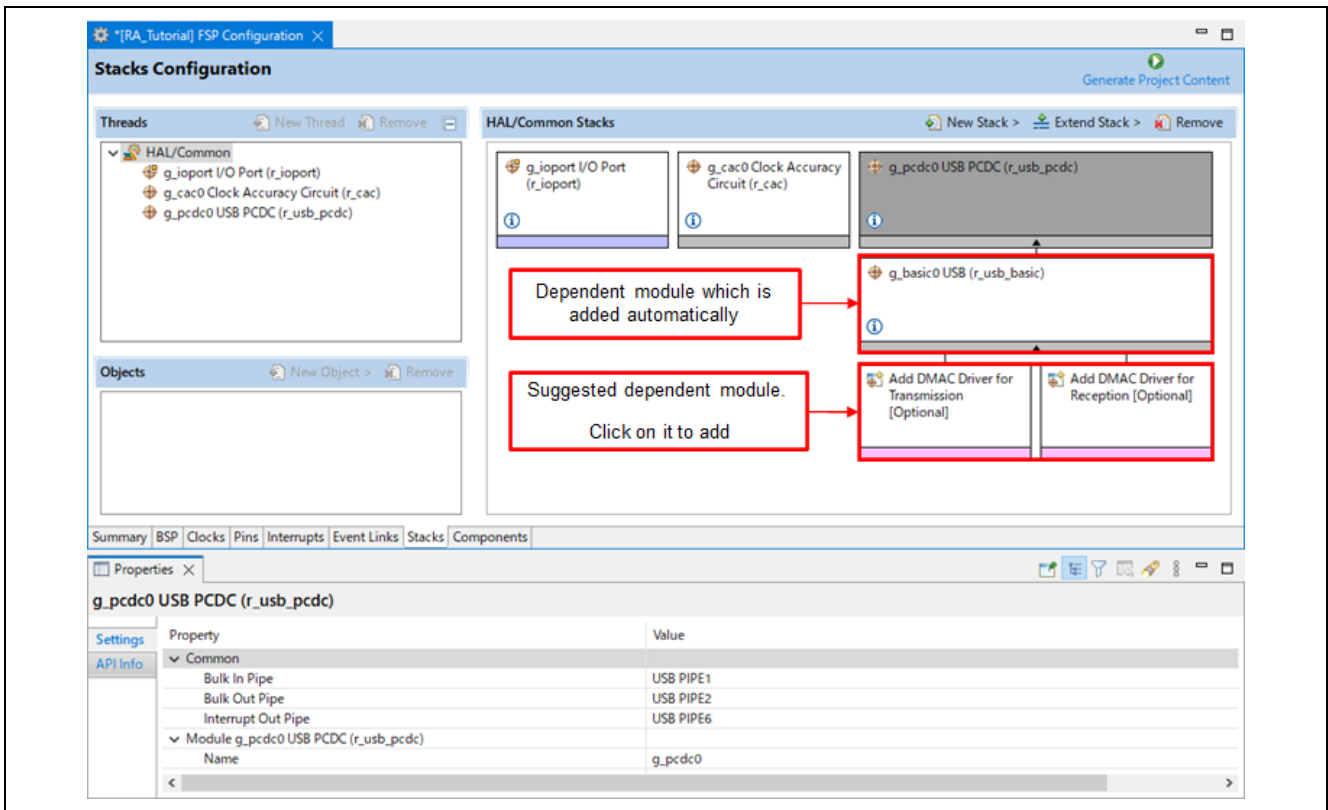 *[RA_Tutorial] FSP Configuration
Stacks Configuration
Generate Project Content
Threads
New Thread
Remove
HAL/Common
g_ioport I/O Port (r_ioport)
g_cac0 Clock Accuracy Circuit (r_cac)
g_pcdc0 USB PCDC (r_usb_pcdc)
Objects
New Object >
Remove
HAL/Common Stacks
New Stack >
Extend Stack >
Remove
g_ioport I/O Port
(r_ioport)
g_cac0 Clock Accuracy
Circuit (r_cac)
g_pcdc0 USB PCDC (r_usb_pcdc)
Dependent module which is
added automatically
g_basic0 USB (r_usb_basic)
Suggested dependent module.
Click on it to add
Add DMAC Driver for
Transmission
[Optional]
Add DMAC Driver for
Reception [Optional]
Summary BSP Clocks Pins Interrupts Event Links Stacks Components
Properties
g_pcdc0 USB PCDC (r_usb_pcdc)
Settings
API Info
Property Value
Common
Bulk In Pipe USB PIPE1
Bulk Out Pipe USB PIPE2
Interrupt Out Pipe USB PIPE6
Module g_pcdc0 USB PCDC (r_usb_pcdc)
Name g_pcdc0